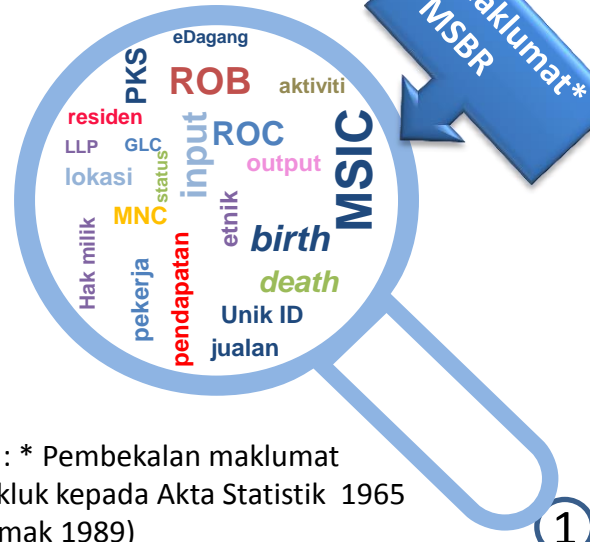 maklumat*
MSBR
eDagang
PKS
ROB
aktiviti
residen
LLP
GLC
input
ROC
MSIC
lokasi
status
output
MNC
etnik
Hak milik
birth
pekerja
pendapatan
death
Unik ID
jualan
: * Pembekalan maklumat
kluk kepada Akta Statistik 1965
mak 1989)
1